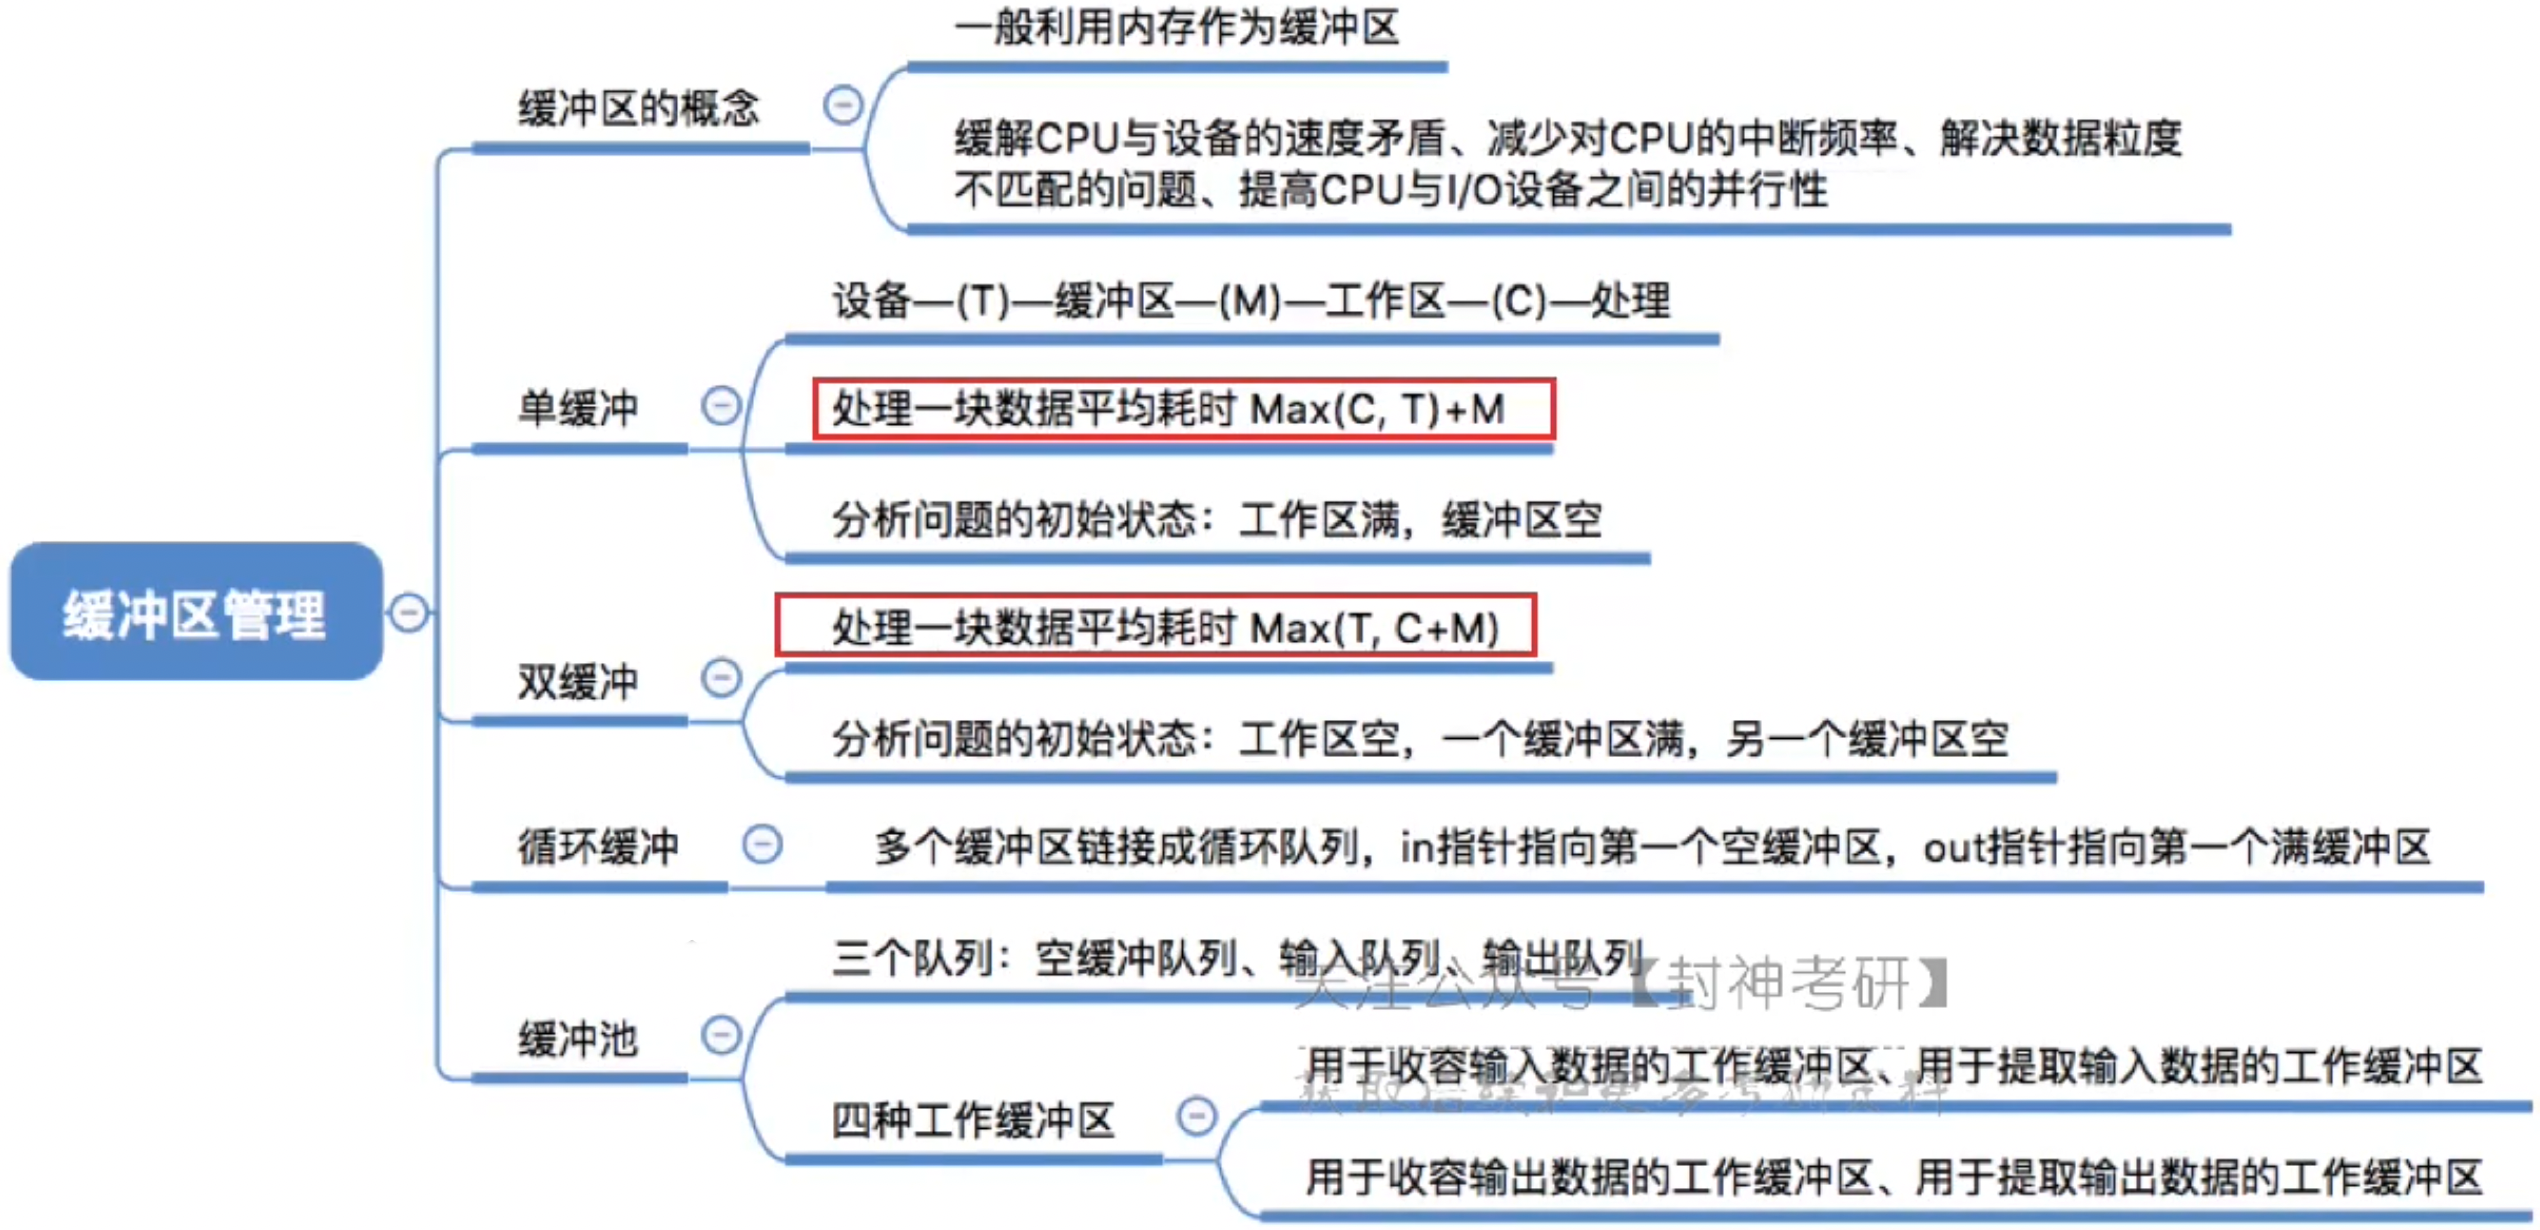 一般利用内存作为缓冲区
缓冲区的概念
缓解CPU与设备的速度矛盾、减少对CPU的中断频率、解决数据粒度
不匹配的问题、提高CPU与I/O设备之间的并行性
设备—(T)—缓冲区—(M)—工作区—(C)—处理
单缓冲
处理一块数据平均耗时 Max(C, T)+M
分析问题的初始状态：工作区满，缓冲区空
缓冲区管理
处理一块数据平均耗时 Max(T, C+M)
双缓冲
分析问题的初始状态：工作区空，一个缓冲区满，另一个缓冲区空
循环缓冲
多个缓冲区链接成循环队列，in指针指向第一个空缓冲区，out指针指向第一个满缓冲区
三个队列：空缓冲队列、输入队列、输出队列
关注公众号【封神考研】
缓冲池
用于收容输入数据的工作缓冲区、用于提取输入数据的工作缓冲区
四种工作缓冲区
用于收容输出数据的工作缓冲区、用于提取输出数据的工作缓冲区